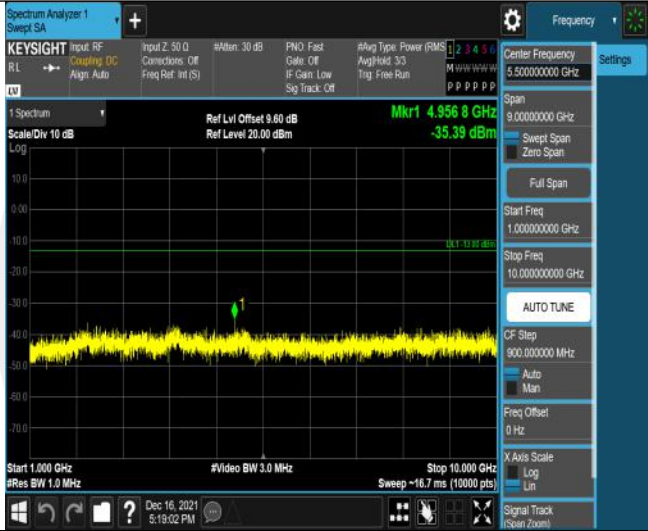 Spectrum Analyzer 1
Swept SA
+
Frequency
KEYSIGHT
RL
LV
Input: RF
Coupling: DC
Align: Auto
Input Z: 50 Ω
Corrections: Off
Freq Ref: Int (S)
#Atten: 30 dB
PNO: Fast
Gate: Off
IF Gain: Low
Sig Track: Off
#Avg Type: Power (RMS
Avg|Hold: 3/3
Trig: Free Run
1 2 3 4 5 6
M W W W W W
P P P P P P
Settings
Center Frequency
5.500000000 GHz
Span
9.00000000 GHz
Swept Span
Zero Span
Full Span
Start Freq
1.000000000 GHz
Stop Freq
10.000000000 GHz
AUTO TUNE
CF Step
900.000000 MHz
Auto
Man
Freq Offset
0 Hz
X Axis Scale
Log
Lin
Signal Track
(Span Zoom)
1 Spectrum
Ref Lvl Offset 9.60 dB
Mkr1 4.956 8 GHz
Scale/Div 10 dB
Ref Level 20.00 dBm
-35.39 dBm
Log
10.0
0.00
-10.0
DL1 -13.00 dBm
-20.0
-30.0
1
-40.0
-50.0
-60.0
-70.0
Start 1.000 GHz
#Video BW 3.0 MHz
Stop 10.000 GHz
#Res BW 1.0 MHz
Sweep ~16.7 ms (10000 pts)
?
Dec 16, 2021
5:19:02 PM